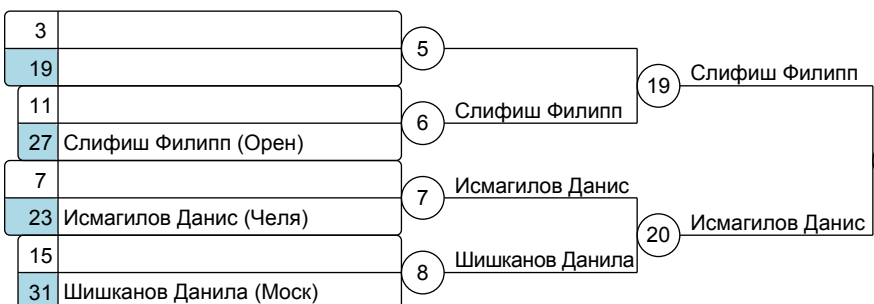 3
19
5
11
27 Слифиш Филипп (Орен)
6 Слифиш Филипп
19 Слифиш Филипп
7
23 Исмагилов Данис (Челя)
7 Исмагилов Данис
15
31 Шишканов Данила (Моск)
8 Шишканов Данила
20 Исмагилов Данис